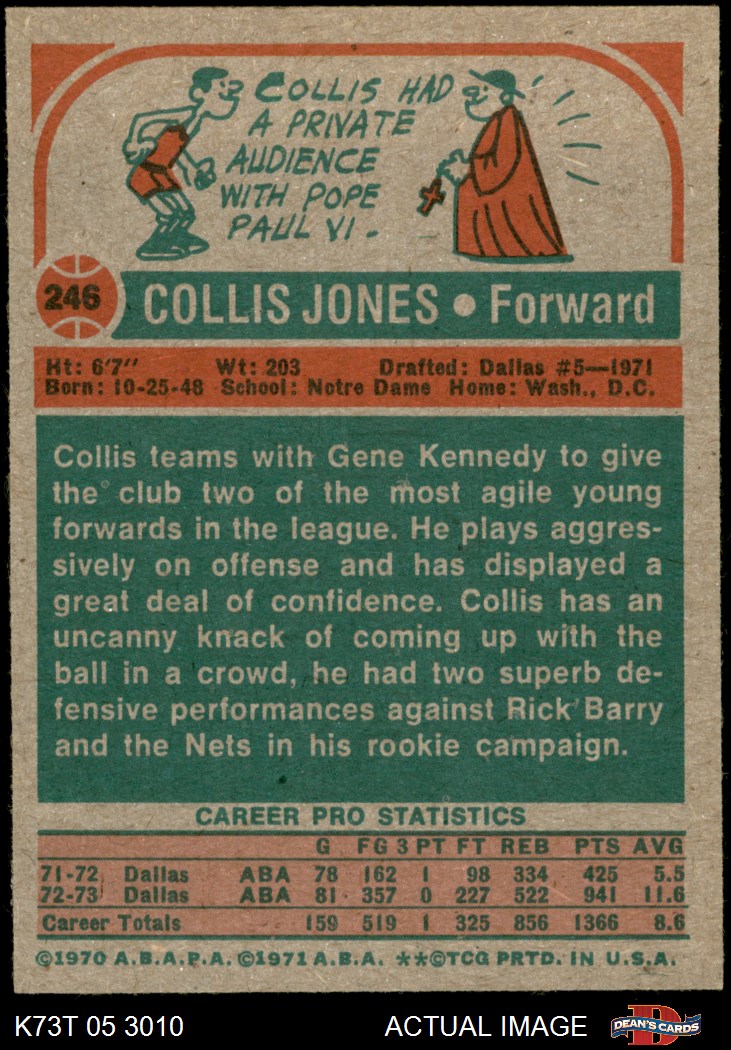 COLLIS HAD
A PRIVATE
AUDIENCE
WITH POPE
PAUL VI.
246
COLLIS JONES • Forward
Ht: 6'7" Wt: 203 Drafted: Dallas #5—1971
Born: 10-25-48 School: Notre Dame Home: Wash., D.C.
Collis teams with Gene Kennedy to give
the club two of the most agile young
forwards in the league. He plays aggres-
sively on offense and has displayed a
great deal of confidence. Collis has an
uncanny knack of coming up with the
ball in a crowd, he had two superb de-
fensive performances against Rick Barry
and the Nets in his rookie campaign.
CAREER PRO STATISTICS
G FG 3 PT FT REB PTS AVG
71-72 Dallas ABA 78 162 1 98 334 425 5.5
72-73 Dallas ABA 81 357 0 227 522 941 11.6
Career Totals 159 519 1 325 856 1366 8.6
©1970 A.B.A.P.A. ©1971 A.B.A. **©TCG PRTD. IN U.S.A.
K73T 05 3010 ACTUAL IMAGE
DEAN'S CARDS